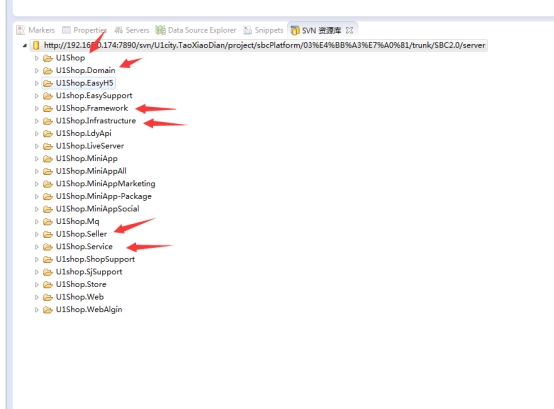 Markers Properties Servers Data Source Explorer Snippets SVN 资源库
http://192.168.0.174:7890/svn/U1city.TaoXiaoDian/project/sbcPlatform/03%E4%BB%A3%E7%A0%81/trunk/SBC2.0/server
U1Shop
U1Shop.Domain
U1Shop.EasyH5
U1shop.EasySupport
U1Shop.Framework
U1Shop.Infrastructure
U1Shop.LdyApi
U1Shop.LiveServer
U1Shop.MiniApp
U1Shop.MiniAppAll
U1Shop.MiniAppMarketing
U1Shop.MiniApp-Package
U1Shop.MiniAppSocial
U1Shop.Mq
U1Shop.Seller
U1Shop.Service
U1shop.ShopSupport
U1shop.SjSupport
U1Shop.Store
U1Shop.Web
U1Shop.WebAlgin